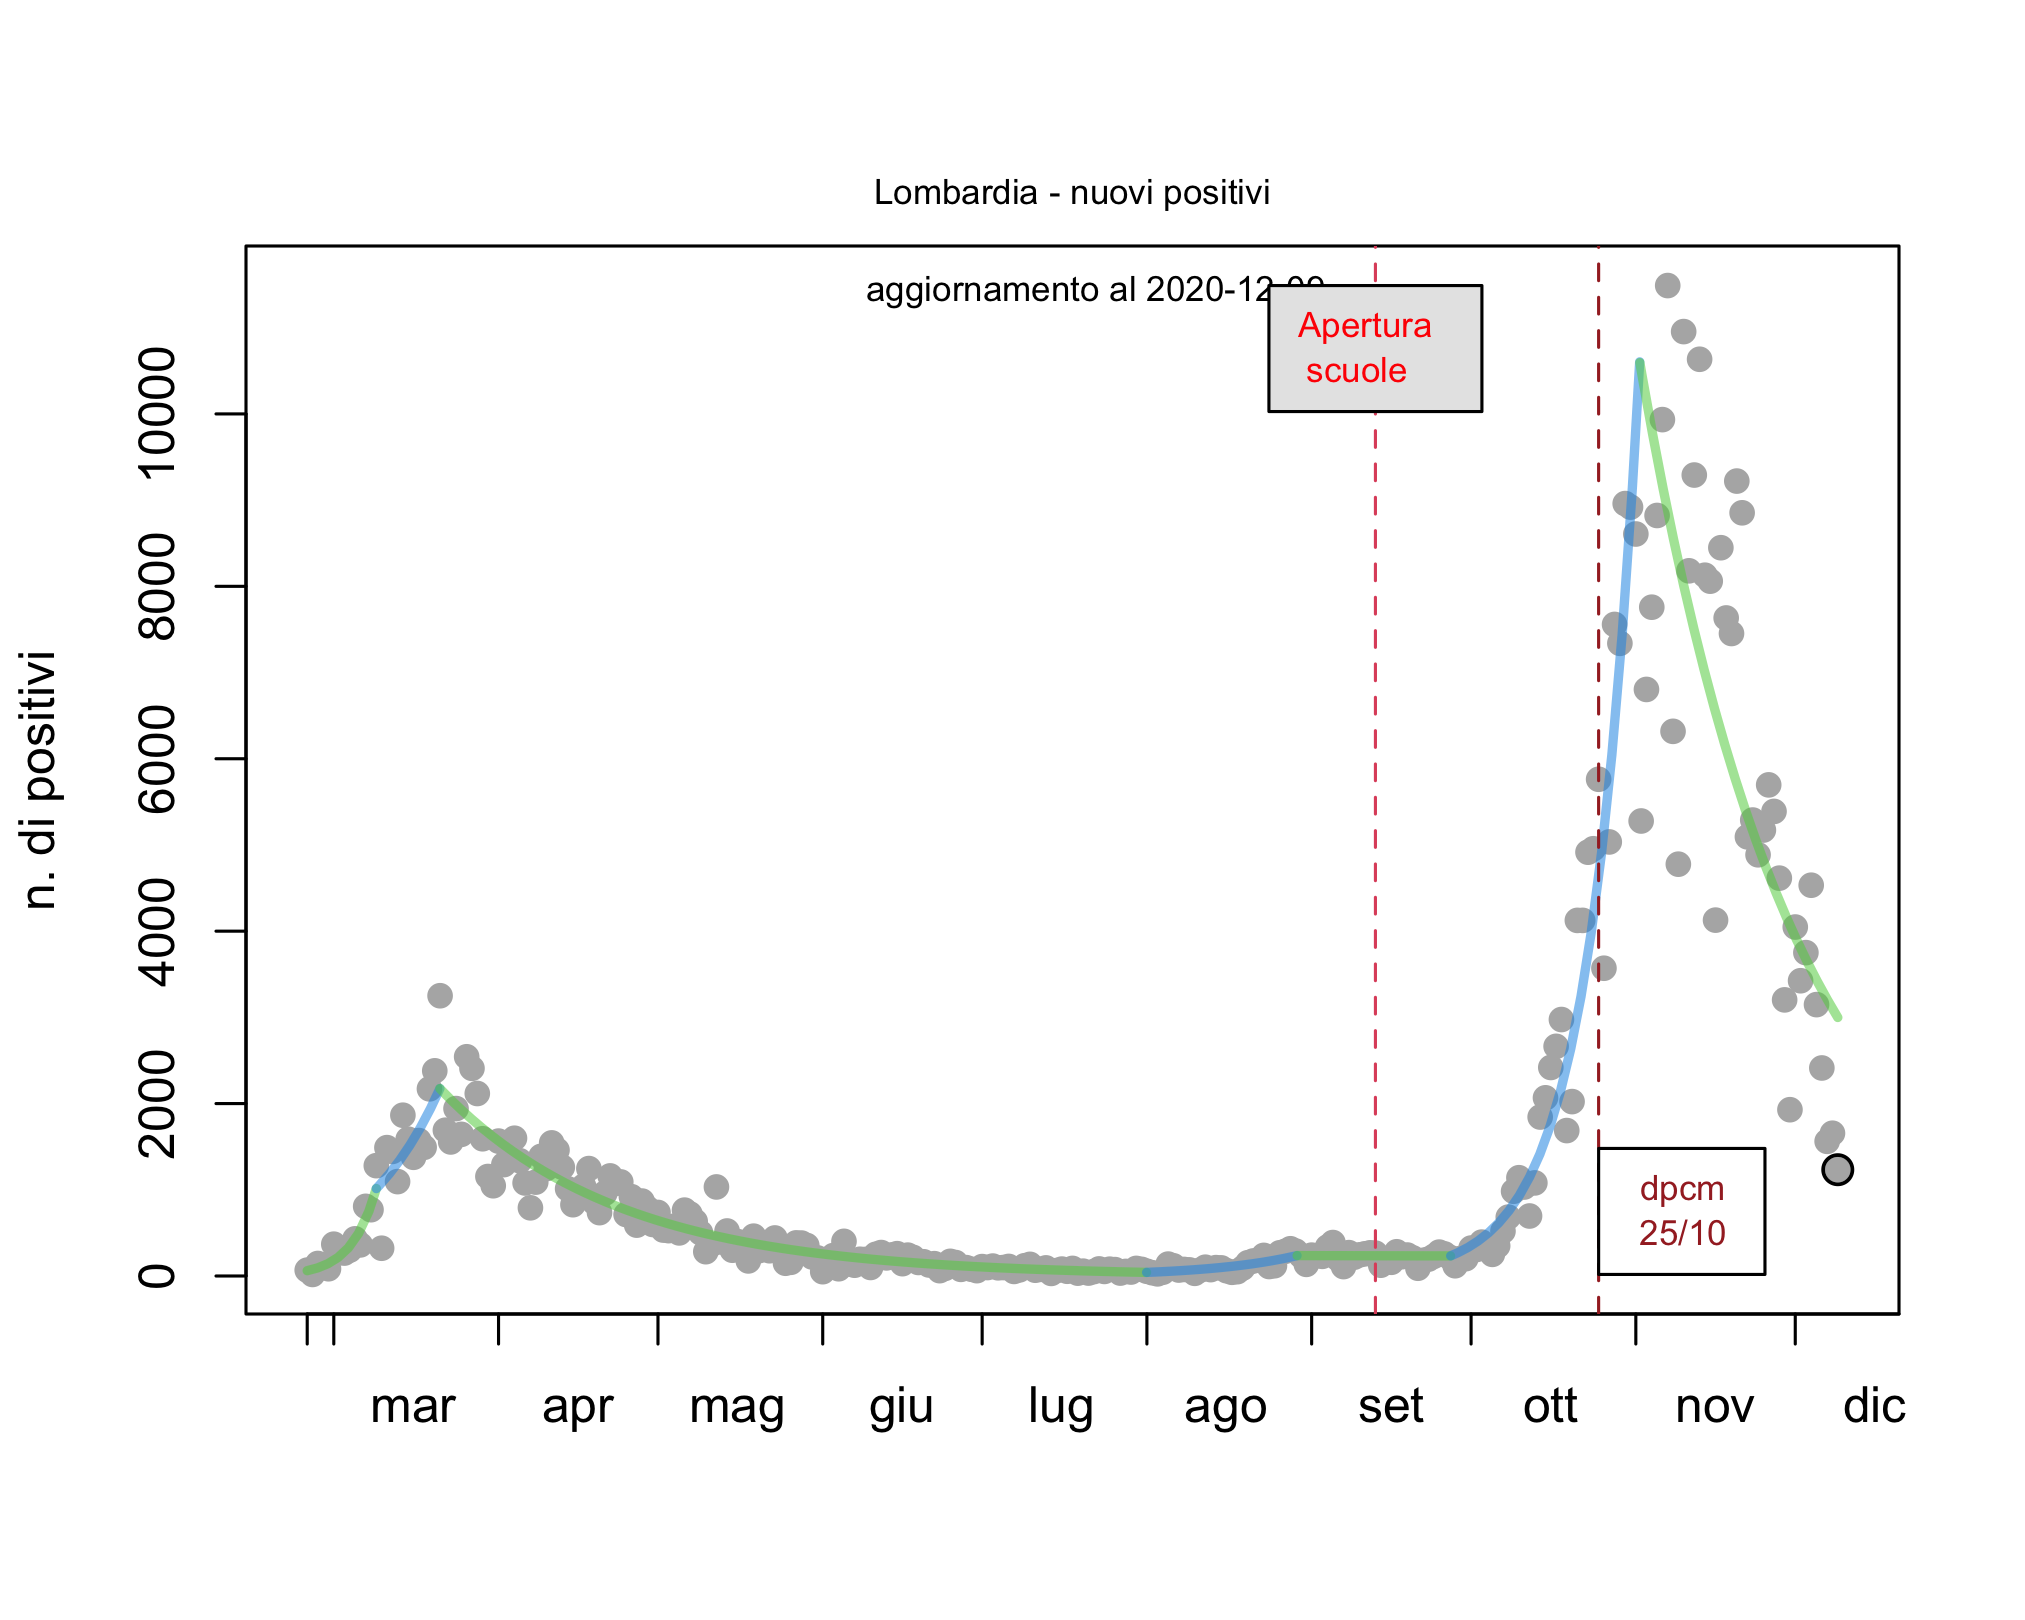 Lombardia - nuovi positivi
aggiornamento al 2020-12-09
Apertura
scuole
n. di positivi
10000
8000
6000
4000
2000
0
dpcm
25/10
mar apr mag giu lug ago set ott nov dic